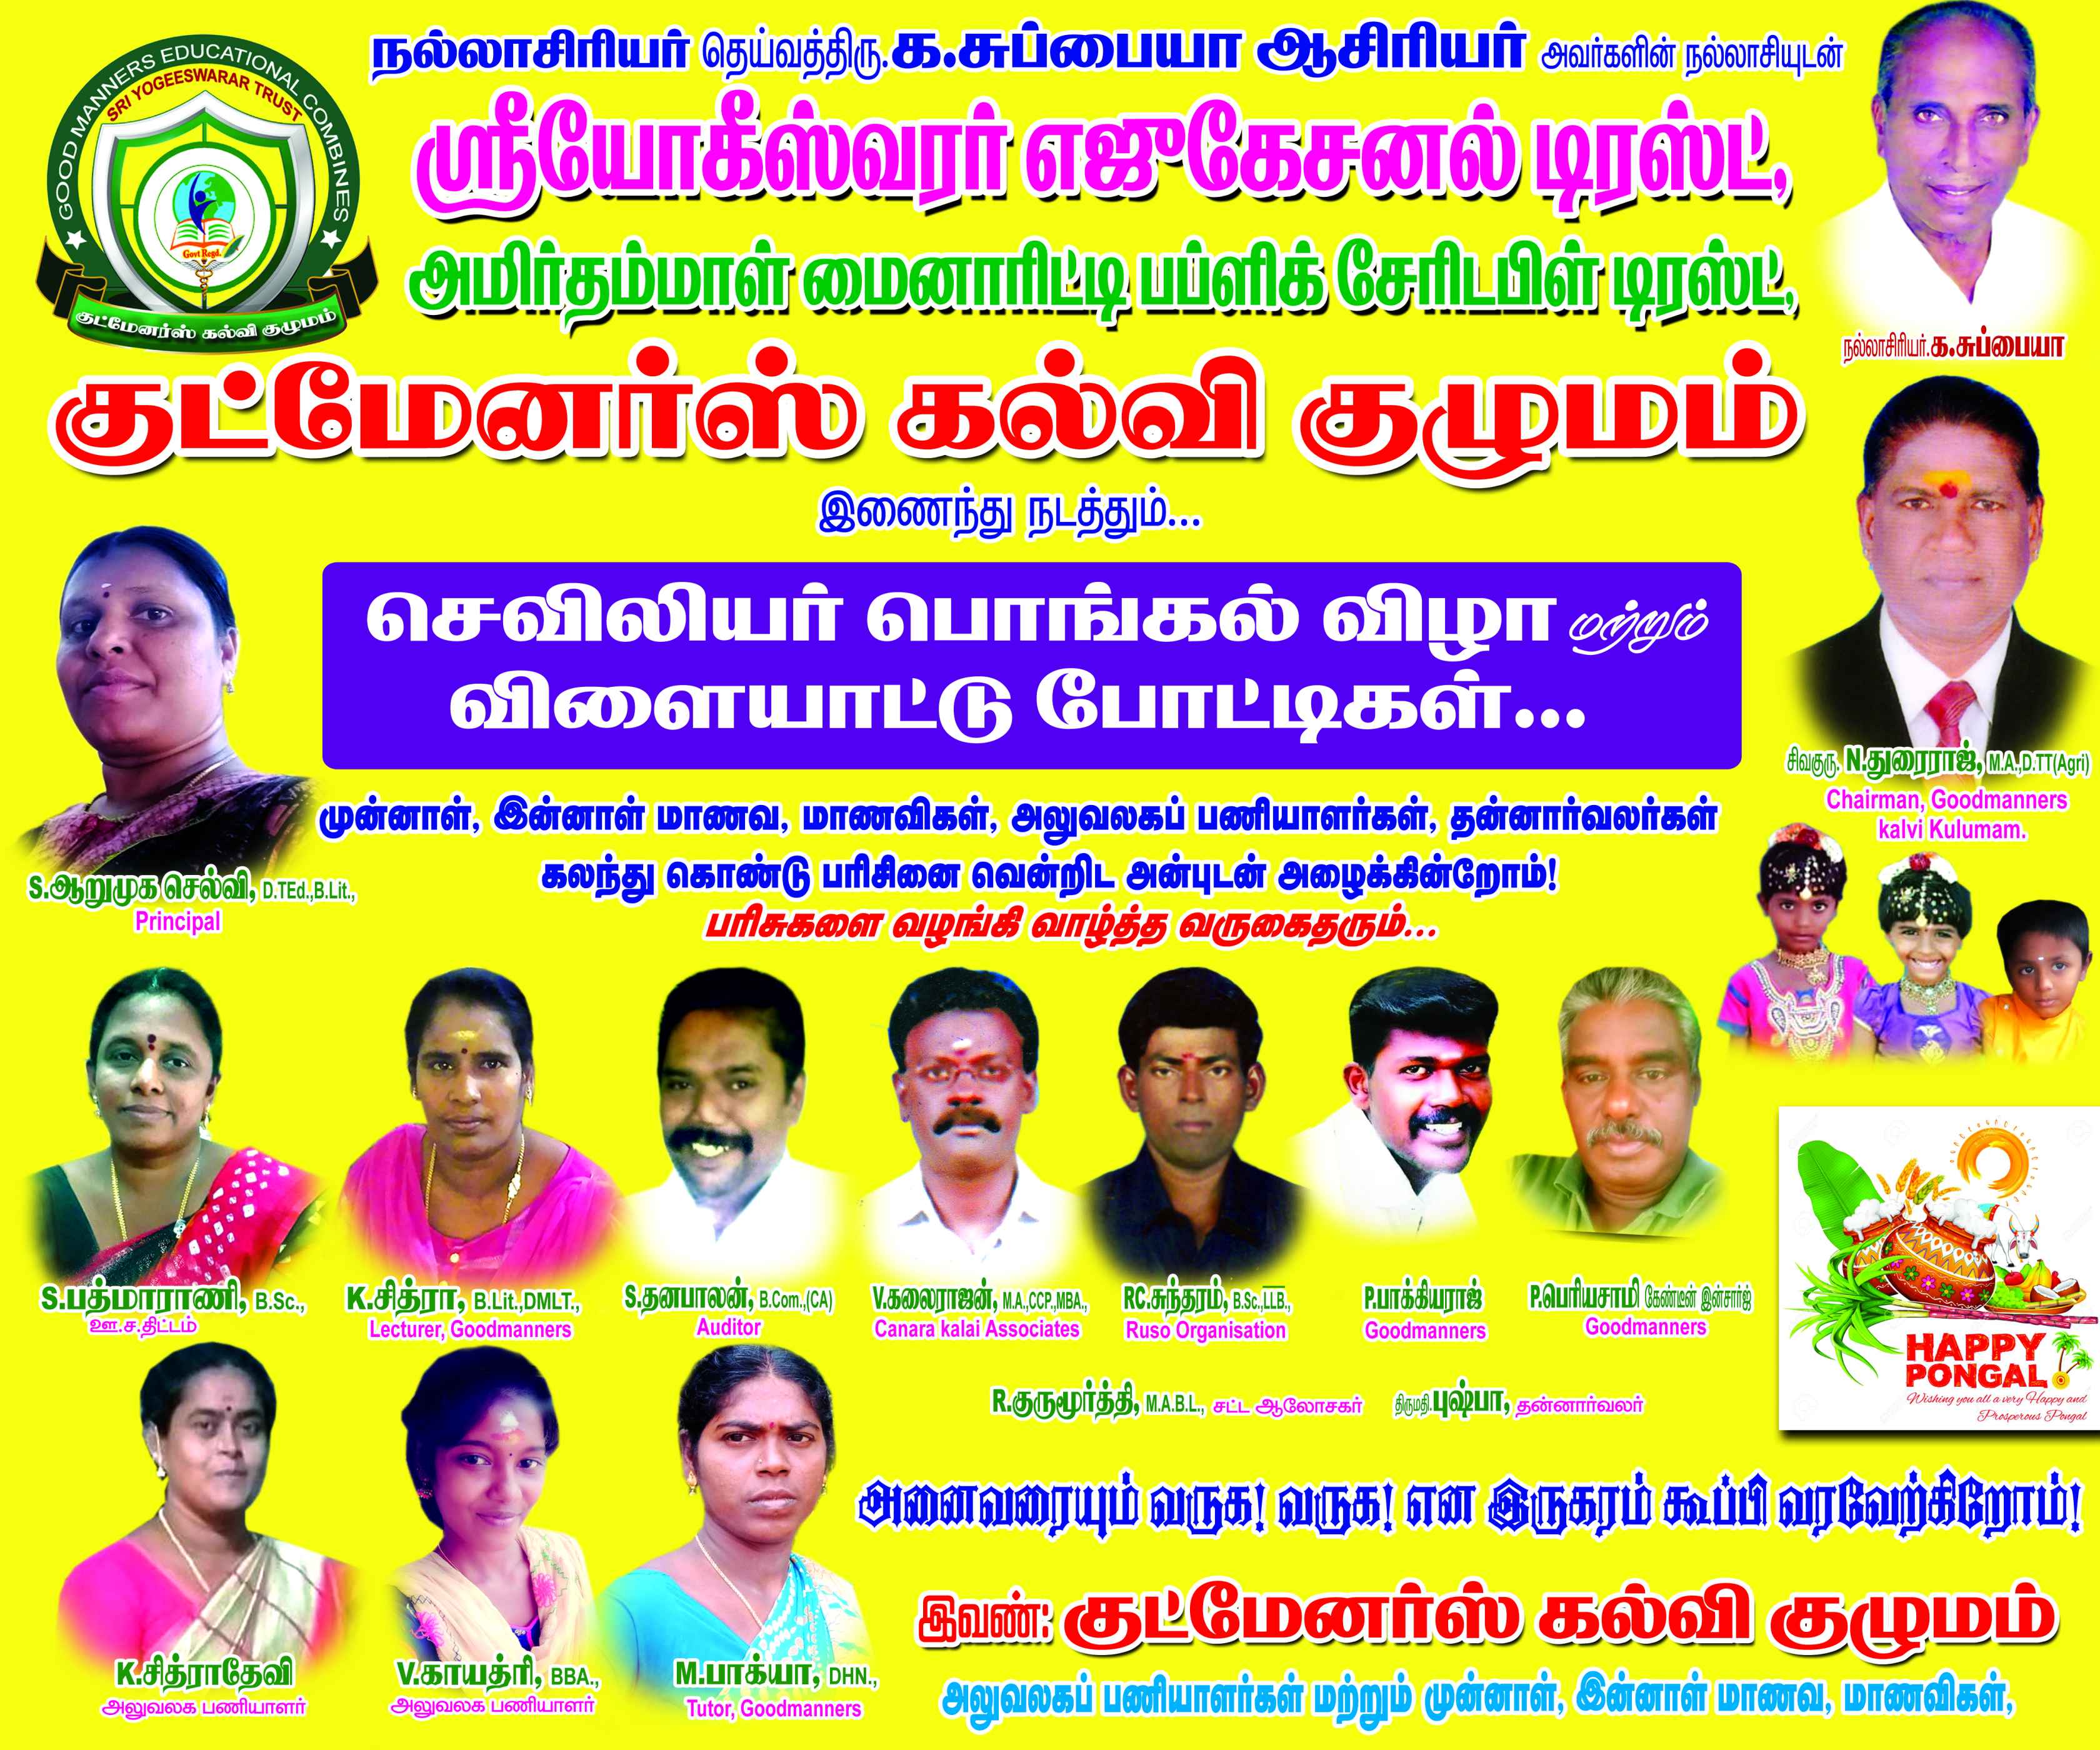 நல்லாசிரியர் தெய்வத்திரு.க.சுப்பையா ஆசிரியர் அவர்களின் நல்லாசியுடன்
GOOD MANNERS EDUCATIONAL COMBINES
SRI YOGEESWARAR TRUST
Govt Regd.
குட்மேனர்ஸ் கல்வி குழுமம்
ஸ்ரீயோகீஸ்வரர் எஜுகேசனல் டிரஸ்ட்,
அமிர்தம்மாள் மைனாரிட்டி பப்ளிக் சேரிடபிள் டிரஸ்ட்,
நல்லாசிரியர்.க.சுப்பையா
குட்மேனர்ஸ் கல்வி குழுமம்
இணைந்து நடத்தும்...
செவிலியர் பொங்கல் விழா மற்றும்
விளையாட்டு போட்டிகள்...
சிவகுரு. N.துரைராஜ், M.A.,D.TT(Agri)
Chairman, Goodmanners
kalvi Kulumam.
முன்னாள், இன்னாள் மாணவ, மாணவிகள், அலுவலகப் பணியாளர்கள், தன்னார்வலர்கள்
கலந்து கொண்டு பரிசினை வென்றிட அன்புடன் அழைக்கின்றோம்!
S.ஆறுமுக செல்வி, D.TEd.,B.Lit.,
Principal
பரிசுகளை வழங்கி வாழ்த்த வருகைதரும்...
S.பத்மாராணி, B.Sc.,
ஊ.ச.திட்டம்
K.சித்ரா, B.Lit.,DMLT.,
Lecturer, Goodmanners
S.தனபாலன், B.Com.,(CA)
Auditor
V.கலைராஜன், M.A.,CCP.,MBA.,
Canara kalai Associates
RC.சுந்தரம், B.Sc.,LLB.,
Ruso Organisation
P.பாக்கியராஜ்
Goodmanners
P.பெரியசாமி கேண்டீன் இன்சார்ஜ்
Goodmanners
HAPPY
PONGAL
Wishing you all a very Happy and
Prosperous Pongal
R.குருமூர்த்தி, M.A.B.L., சட்ட ஆலோசகர் திருமதி.புஷ்பா, தன்னார்வலர்
அனைவரையும் வருக! வருக! என இருகரம் கூப்பி வரவேற்கிறோம்!
இவண்: குட்மேனர்ஸ் கல்வி குழுமம்
அலுவலகப் பணியாளர்கள் மற்றும் முன்னாள், இன்னாள் மாணவ, மாணவிகள்,
K.சித்ராதேவி
அலுவலக பணியாளர்
V.காயத்ரி, BBA.,
அலுவலக பணியாளர்
M.பாக்யா, DHN.,
Tutor, Goodmanners